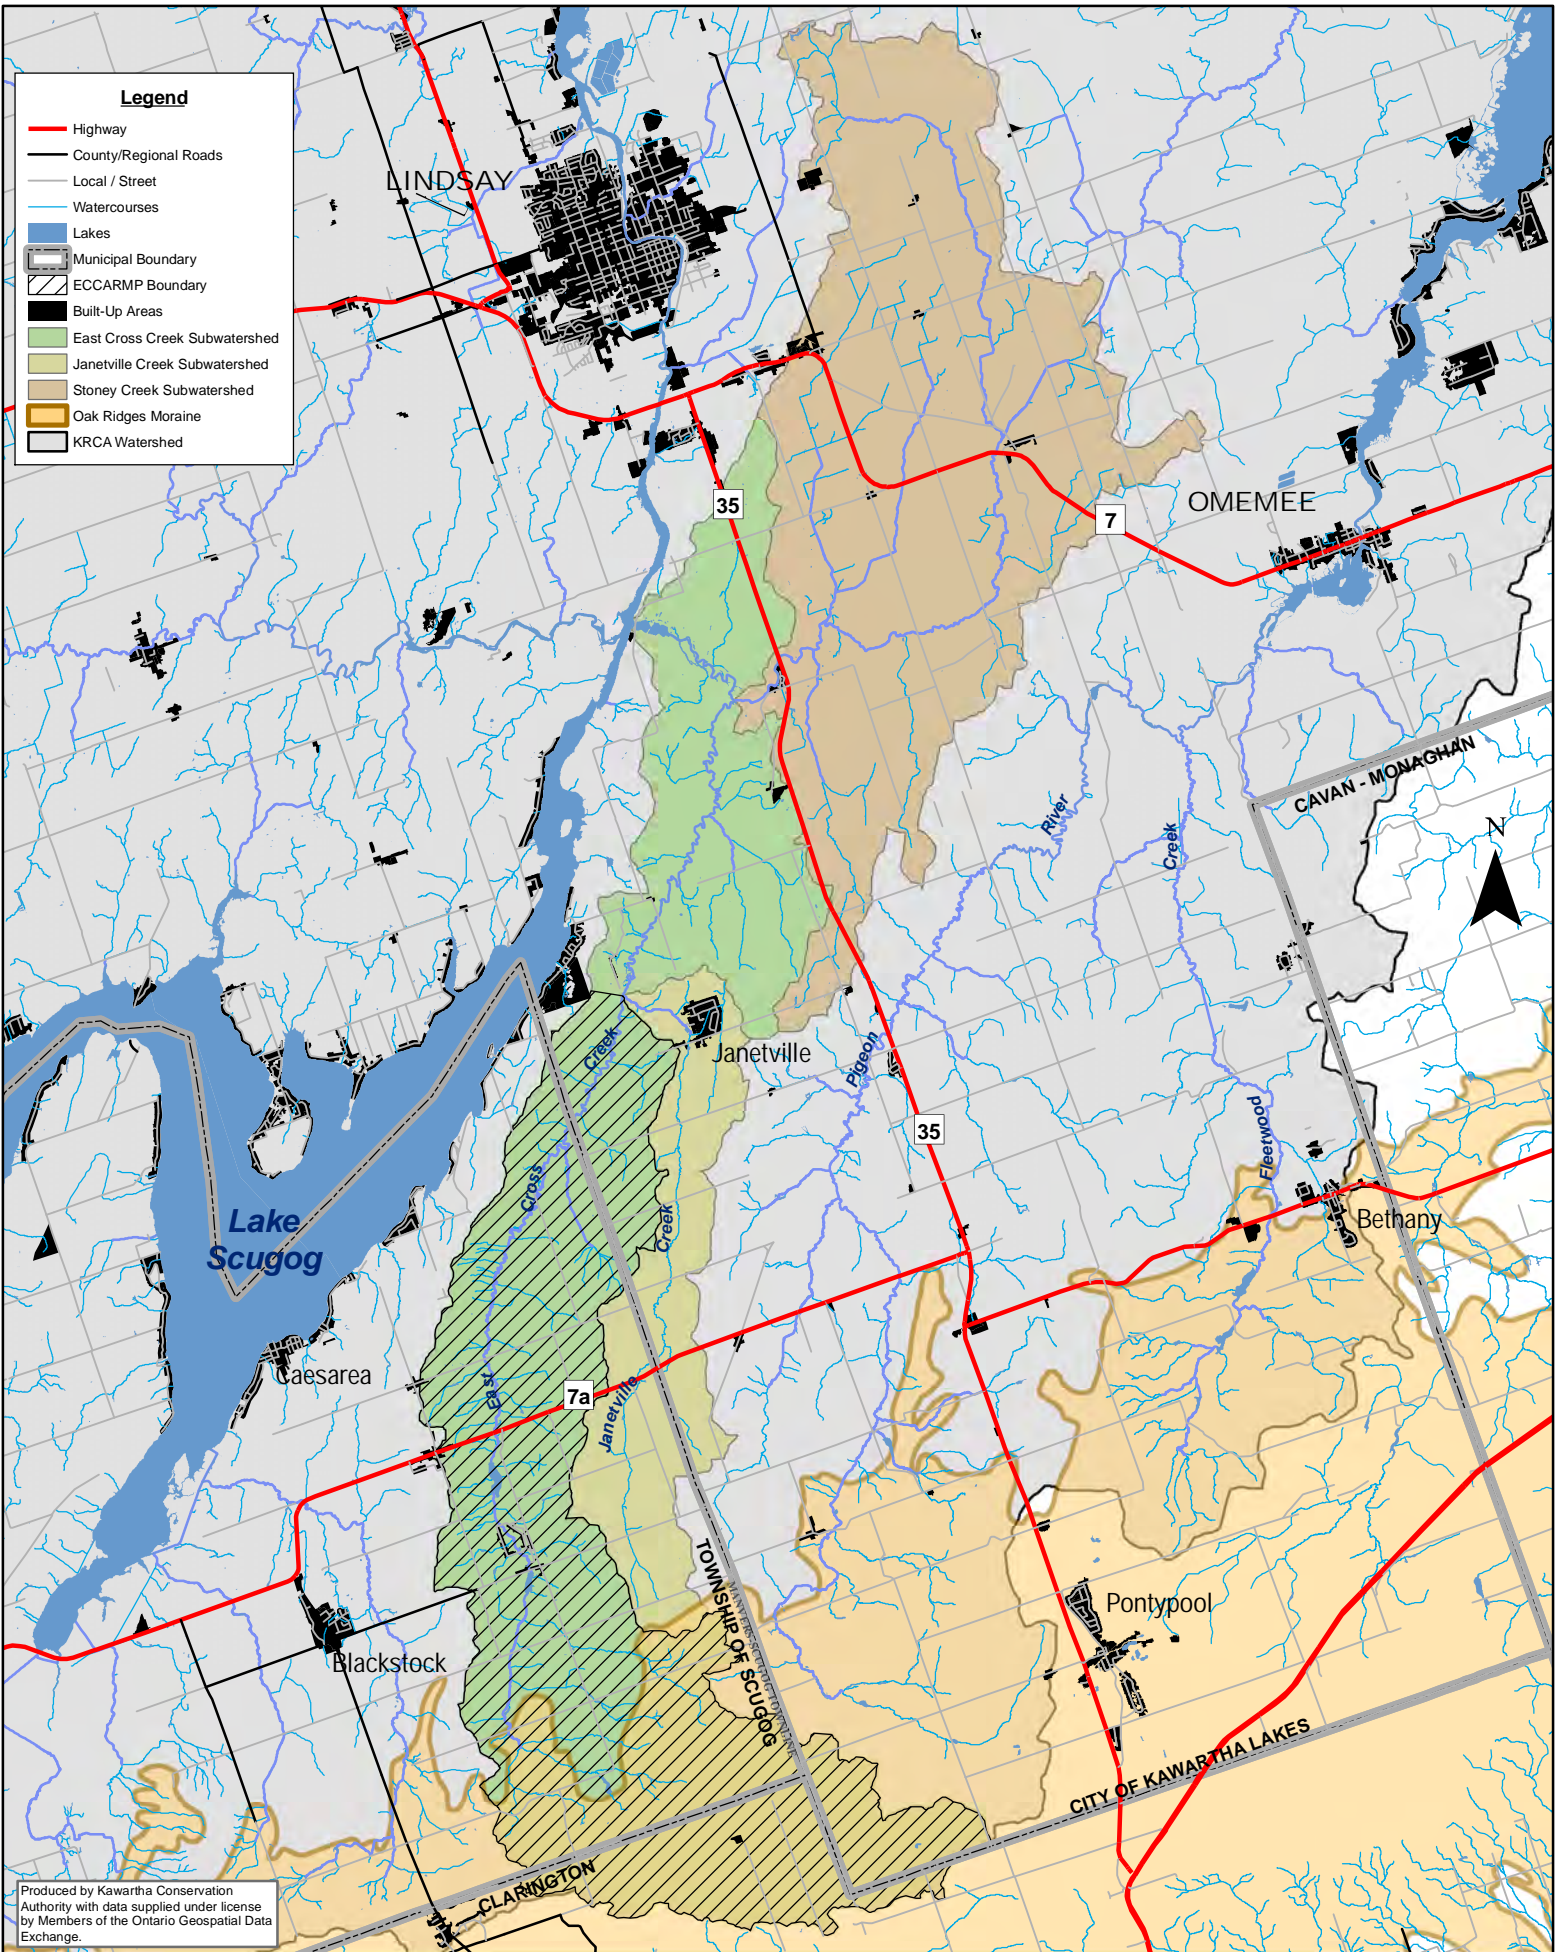 Legend
Highway
County/Regional Roads
Local / Street
Watercourses
Lakes
Municipal Boundary
ECCARMP Boundary
Built-Up Areas
East Cross Creek Subwatershed
Janetville Creek Subwatershed
Stoney Creek Subwatershed
Oak Ridges Moraine
KRCA Watershed
LINDSAY
35
7
OMEMEE
CAVAN - MONAGHAN
N
River
Creek
Creek
Janetville
Pigeon
35
Fleetwood
Cross
Creek
Lake
Scugog
Bethany
Caesarea
East
7a
Janetville
TOWNSHIP OF SCUGOG
MANVERS SCUGOG TOWNLINE
Pontypool
Blackstock
CITY OF KAWARTHA LAKES
CLARINGTON
Produced by Kawartha Conservation
Authority with data supplied under license
by Members of the Ontario Geospatial Data
Exchange.